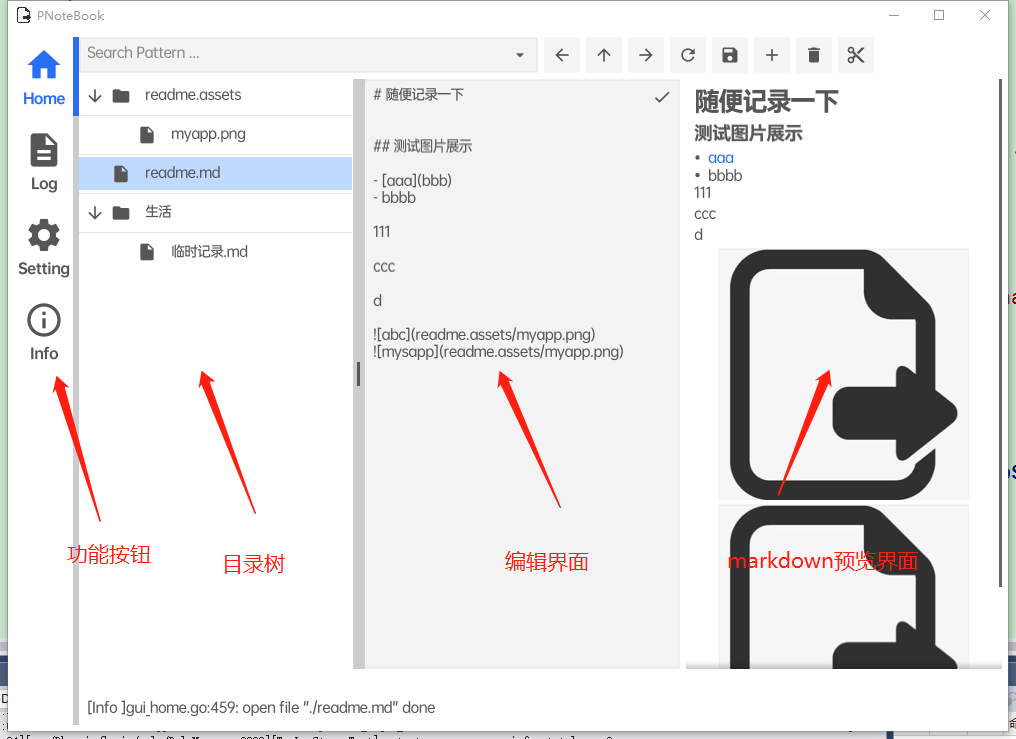 PNoteBook
Search Pattern ...
Home
Log
Setting
Info
readme.assets
myapp.png
readme.md
生活
临时记录.md
# 随便记录一下
## 测试图片展示
- [aaa](bbb)
- bbbb
111
ccc
d
![abc](readme.assets/myapp.png)
![mysapp](readme.assets/myapp.png)
随便记录一下
测试图片展示
• aaa
• bbbb
111
ccc
d
功能按钮
目录树
编辑界面
markdown预览界面
[Info ]gui_home.go:459: open file "./readme.md" done